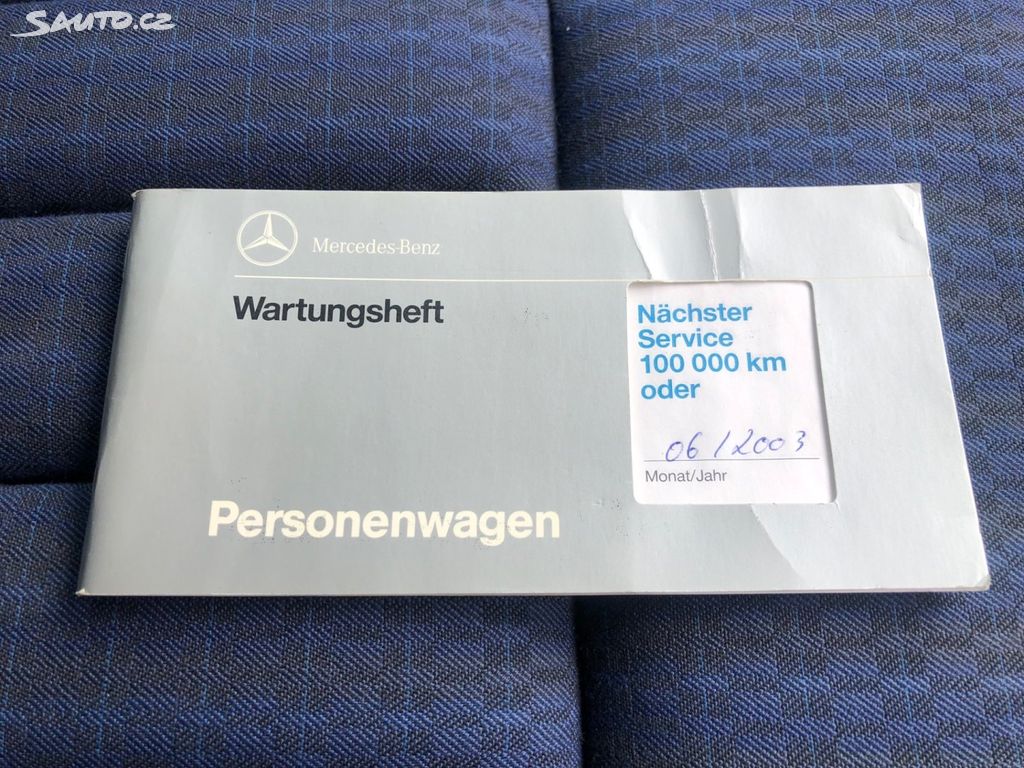 SAUTO.CZ
Mercedes-Benz
Wartungsheft
Nächster
Service
100 000 km
oder
06/2003
Monat/Jahr
Personenwagen